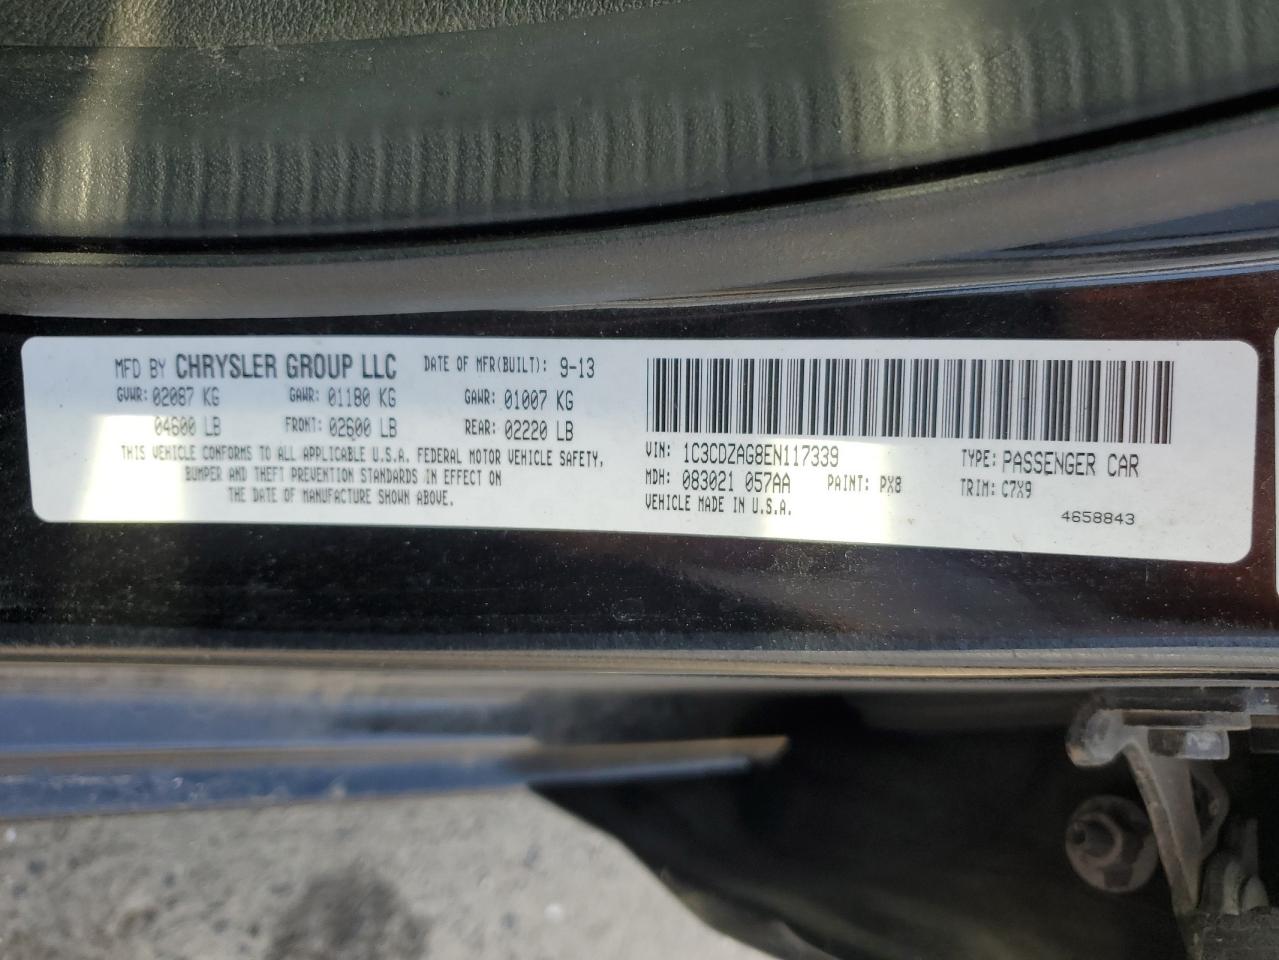 MFD BY CHRYSLER GROUP LLC DATE OF MFR(BUILT): 9-13
GVWR: 02087 KG GAWR: 01180 KG GAWR: 01007 KG
04600 LB FRONT: 02600 LB REAR: 02220 LB
THIS VEHICLE CONFORMS TO ALL APPLICABLE U.S.A. FEDERAL MOTOR VEHICLE SAFETY,
BUMPER AND THEFT PREVENTION STANDARDS IN EFFECT ON
THE DATE OF MANUFACTURE SHOWN ABOVE.
VIN: 1C3CDZAG8EN117339 TYPE: PASSENGER CAR
MDH: 083021 057AA PAINT: PX8 TRIM: C7X9
VEHICLE MADE IN U.S.A.
4658843